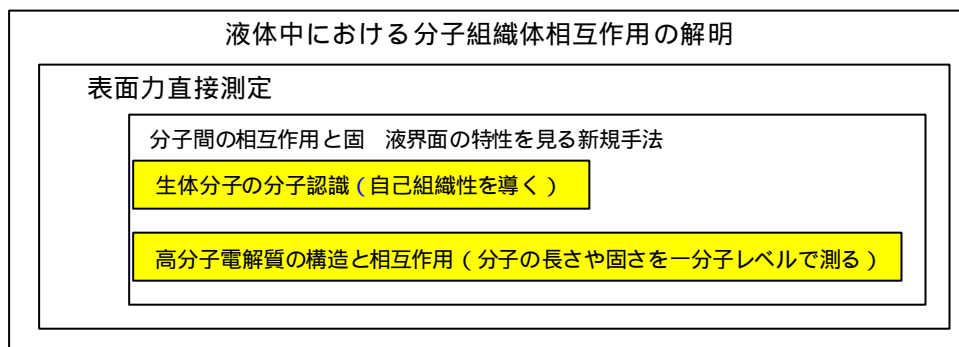 液体中における分子組織体相互作用の解明
表面力直接測定
分子間の相互作用と固　液界面の特性を見る新規手法
生体分子の分子認識(自己組織性を導く)
高分子電解質の構造と相互作用(分子の長さや固さを一分子レベルで測る)